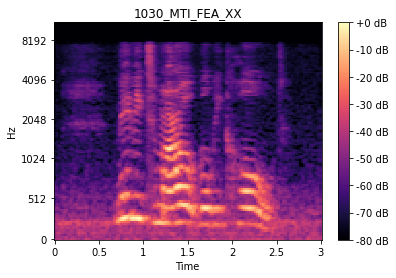 1030_MTI_FEA_XX
8192
4096
2048
1024
512
0
Hz
0
0.5
1
1.5
2
2.5
3
Time
+0 dB
-10 dB
-20 dB
-30 dB
-40 dB
-50 dB
-60 dB
-70 dB
-80 dB